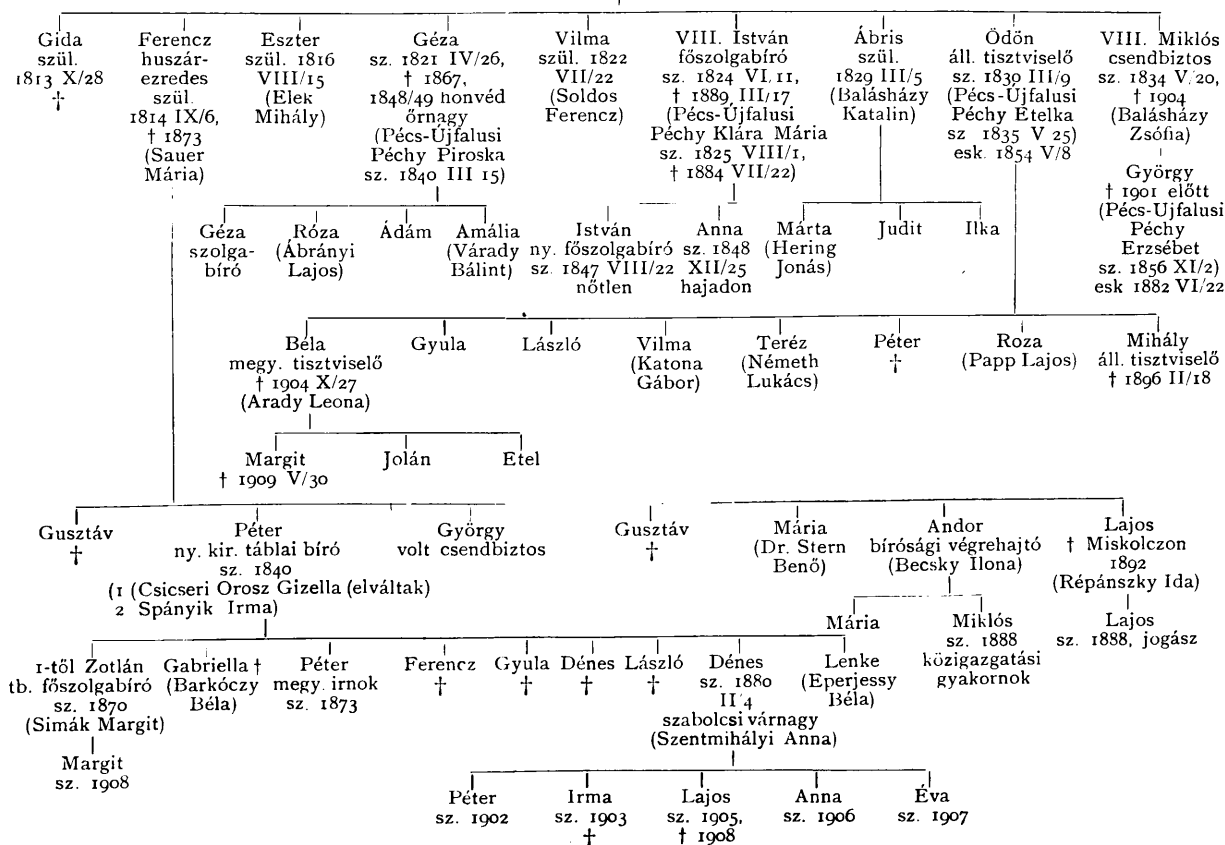 Gida
szül.
1813 X/28
†
Ferencz
huszár-
ezredes
szül.
1814 IX/6,
† 1873
(Sauer
Mária)
Eszter
szül. 1816
VIII/15
(Elek
Mihály)
Géza
sz. 1821 IV/26,
† 1867,
1848/49 honvéd
őrnagy
(Pécs-Újfalusi
Péchy Piroska
sz. 1840 III 15)
Vilma
szül. 1822
VII/22
(Soldos
Ferencz)
VIII. István
főszolgabíró
sz. 1824 VI/11,
† 1889, III/17
(Pécs-Újfalusi
Péchy Klára Mária
sz. 1825 VIII/1,
† 1884 VII/22)
Ábris
szül.
1829 III/5
(Balásházy
Katalin)
Ödön
áll. tisztviselő
sz. 1830 III/9
(Pécs-Újfalusi
Péchy Etelka
sz 1835 V 25)
esk. 1854 V/8
VIII. Miklós
csendbiztos
sz. 1834 V/20,
† 1904
(Balásházy
Zsófia)
György
† 1901 előtt
(Pécs-Ujfalusi
Péchy
Erzsébet
sz. 1856 XI/2)
esk 1882 VI/22
Géza
szolga-
bíró
Róza
(Ábrányi
Lajos)
Ádám
Amália
(Várady
Bálint)
István
ny. főszolgabíró
sz. 1847 VIII/22
nőtlen
Anna
sz. 1848
XII/25
hajadon
Márta
(Hering
Jonás)
Judit
Ilka
Béla
megy. tisztviselő
† 1904 X/27
(Arady Leona)
Gyula
László
Vilma
(Katona
Gábor)
Teréz
(Németh
Lukács)
Péter
†
Roza
(Papp Lajos)
Mihály
áll. tisztviselő
† 1896 II/18
Margit
† 1909 V/30
Jolán
Etel
Gusztáv
†
Péter
ny. kir. táblai bíró
sz. 1840
(1 (Csicseri Orosz Gizella (elváltak)
2 Spányik Irma)
György
volt csendbiztos
Gusztáv
†
Mária
(Dr. Stern
Benő)
Andor
bírósági végrehajtó
(Becsky Ilona)
Lajos
† Miskolczon
1892
(Répánszky Ida)
Mária
Miklós
sz. 1888
közigazgatási
gyakornok
Lajos
sz. 1888, jogász
1-től Zotlán
tb. főszolgabíró
sz. 1870
(Simák Margit)
Gabriella †
(Barkóczy
Béla)
Péter
megy. irnok
sz. 1873
Ferencz
†
Gyula
†
Dénes
†
László
†
Dénes
sz. 1880
II/4
szabolcsi várnagy
(Szentmihályi Anna)
Lenke
(Eperjessy
Béla)
Margit
sz. 1908
Péter
sz. 1902
Irma
sz. 1903
†
Lajos
sz. 1905,
† 1908
Anna
sz. 1906
Éva
sz. 1907